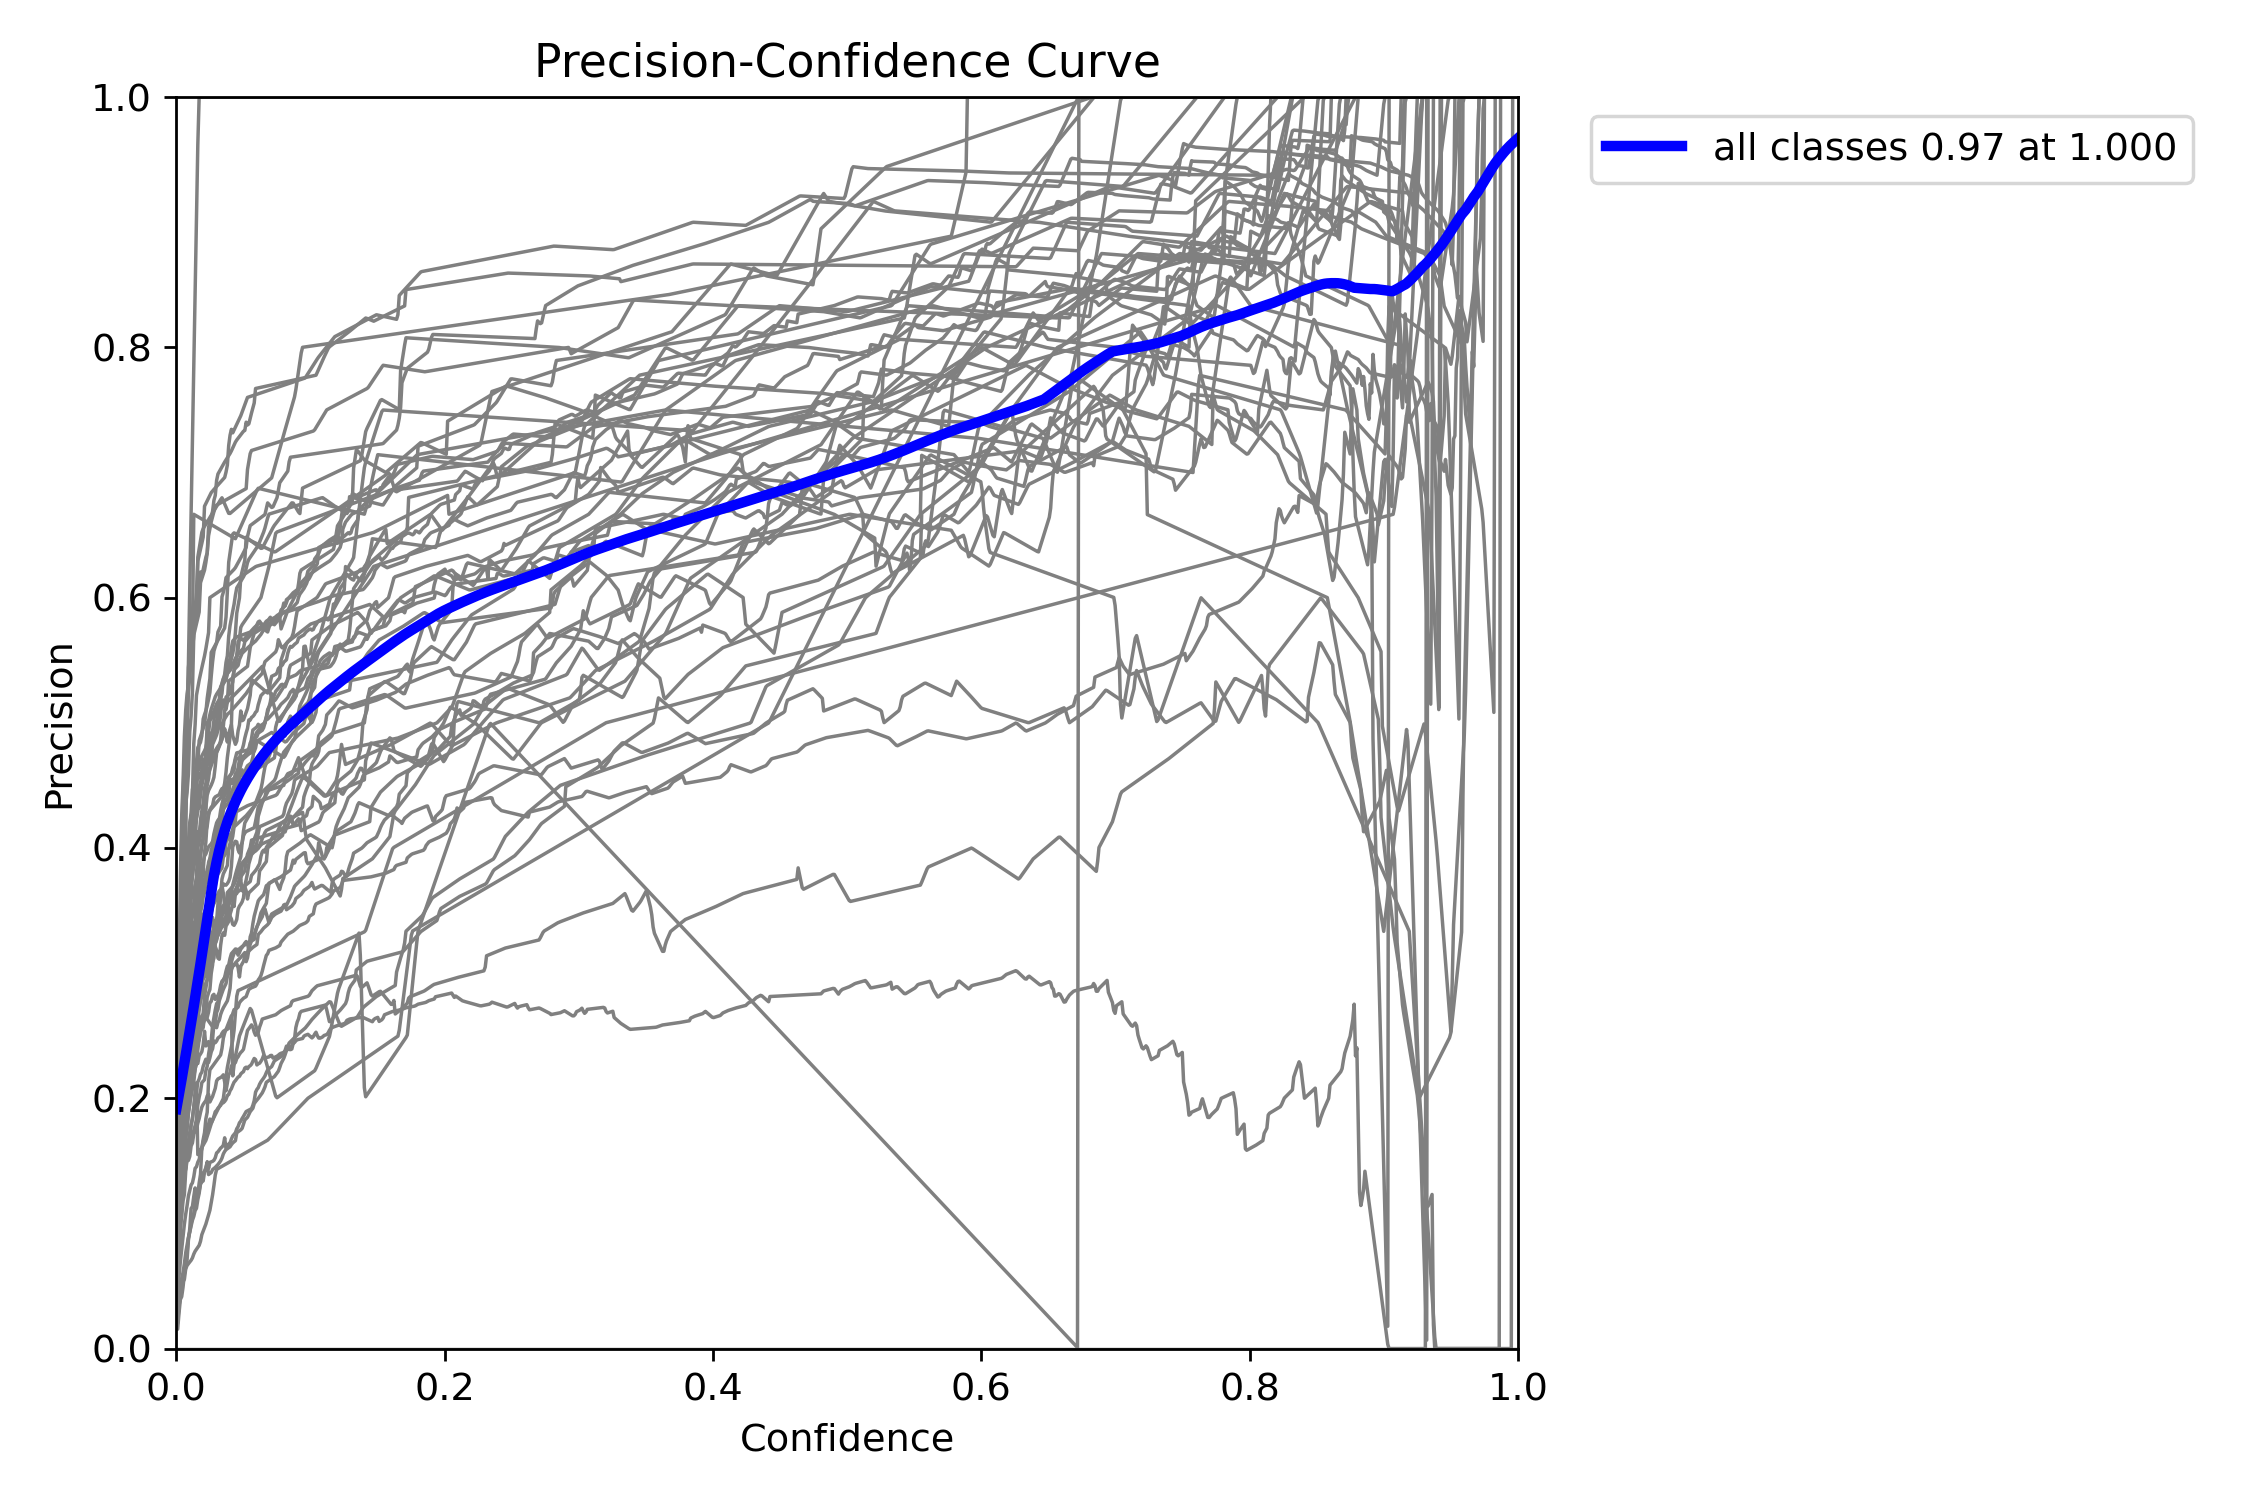 Precision-Confidence Curve
1.0
all classes 0.97 at 1.000
0.8
0.6
Precision
0.4
0.2
0.0
0.0 0.2 0.4 0.6 0.8 1.0
Confidence